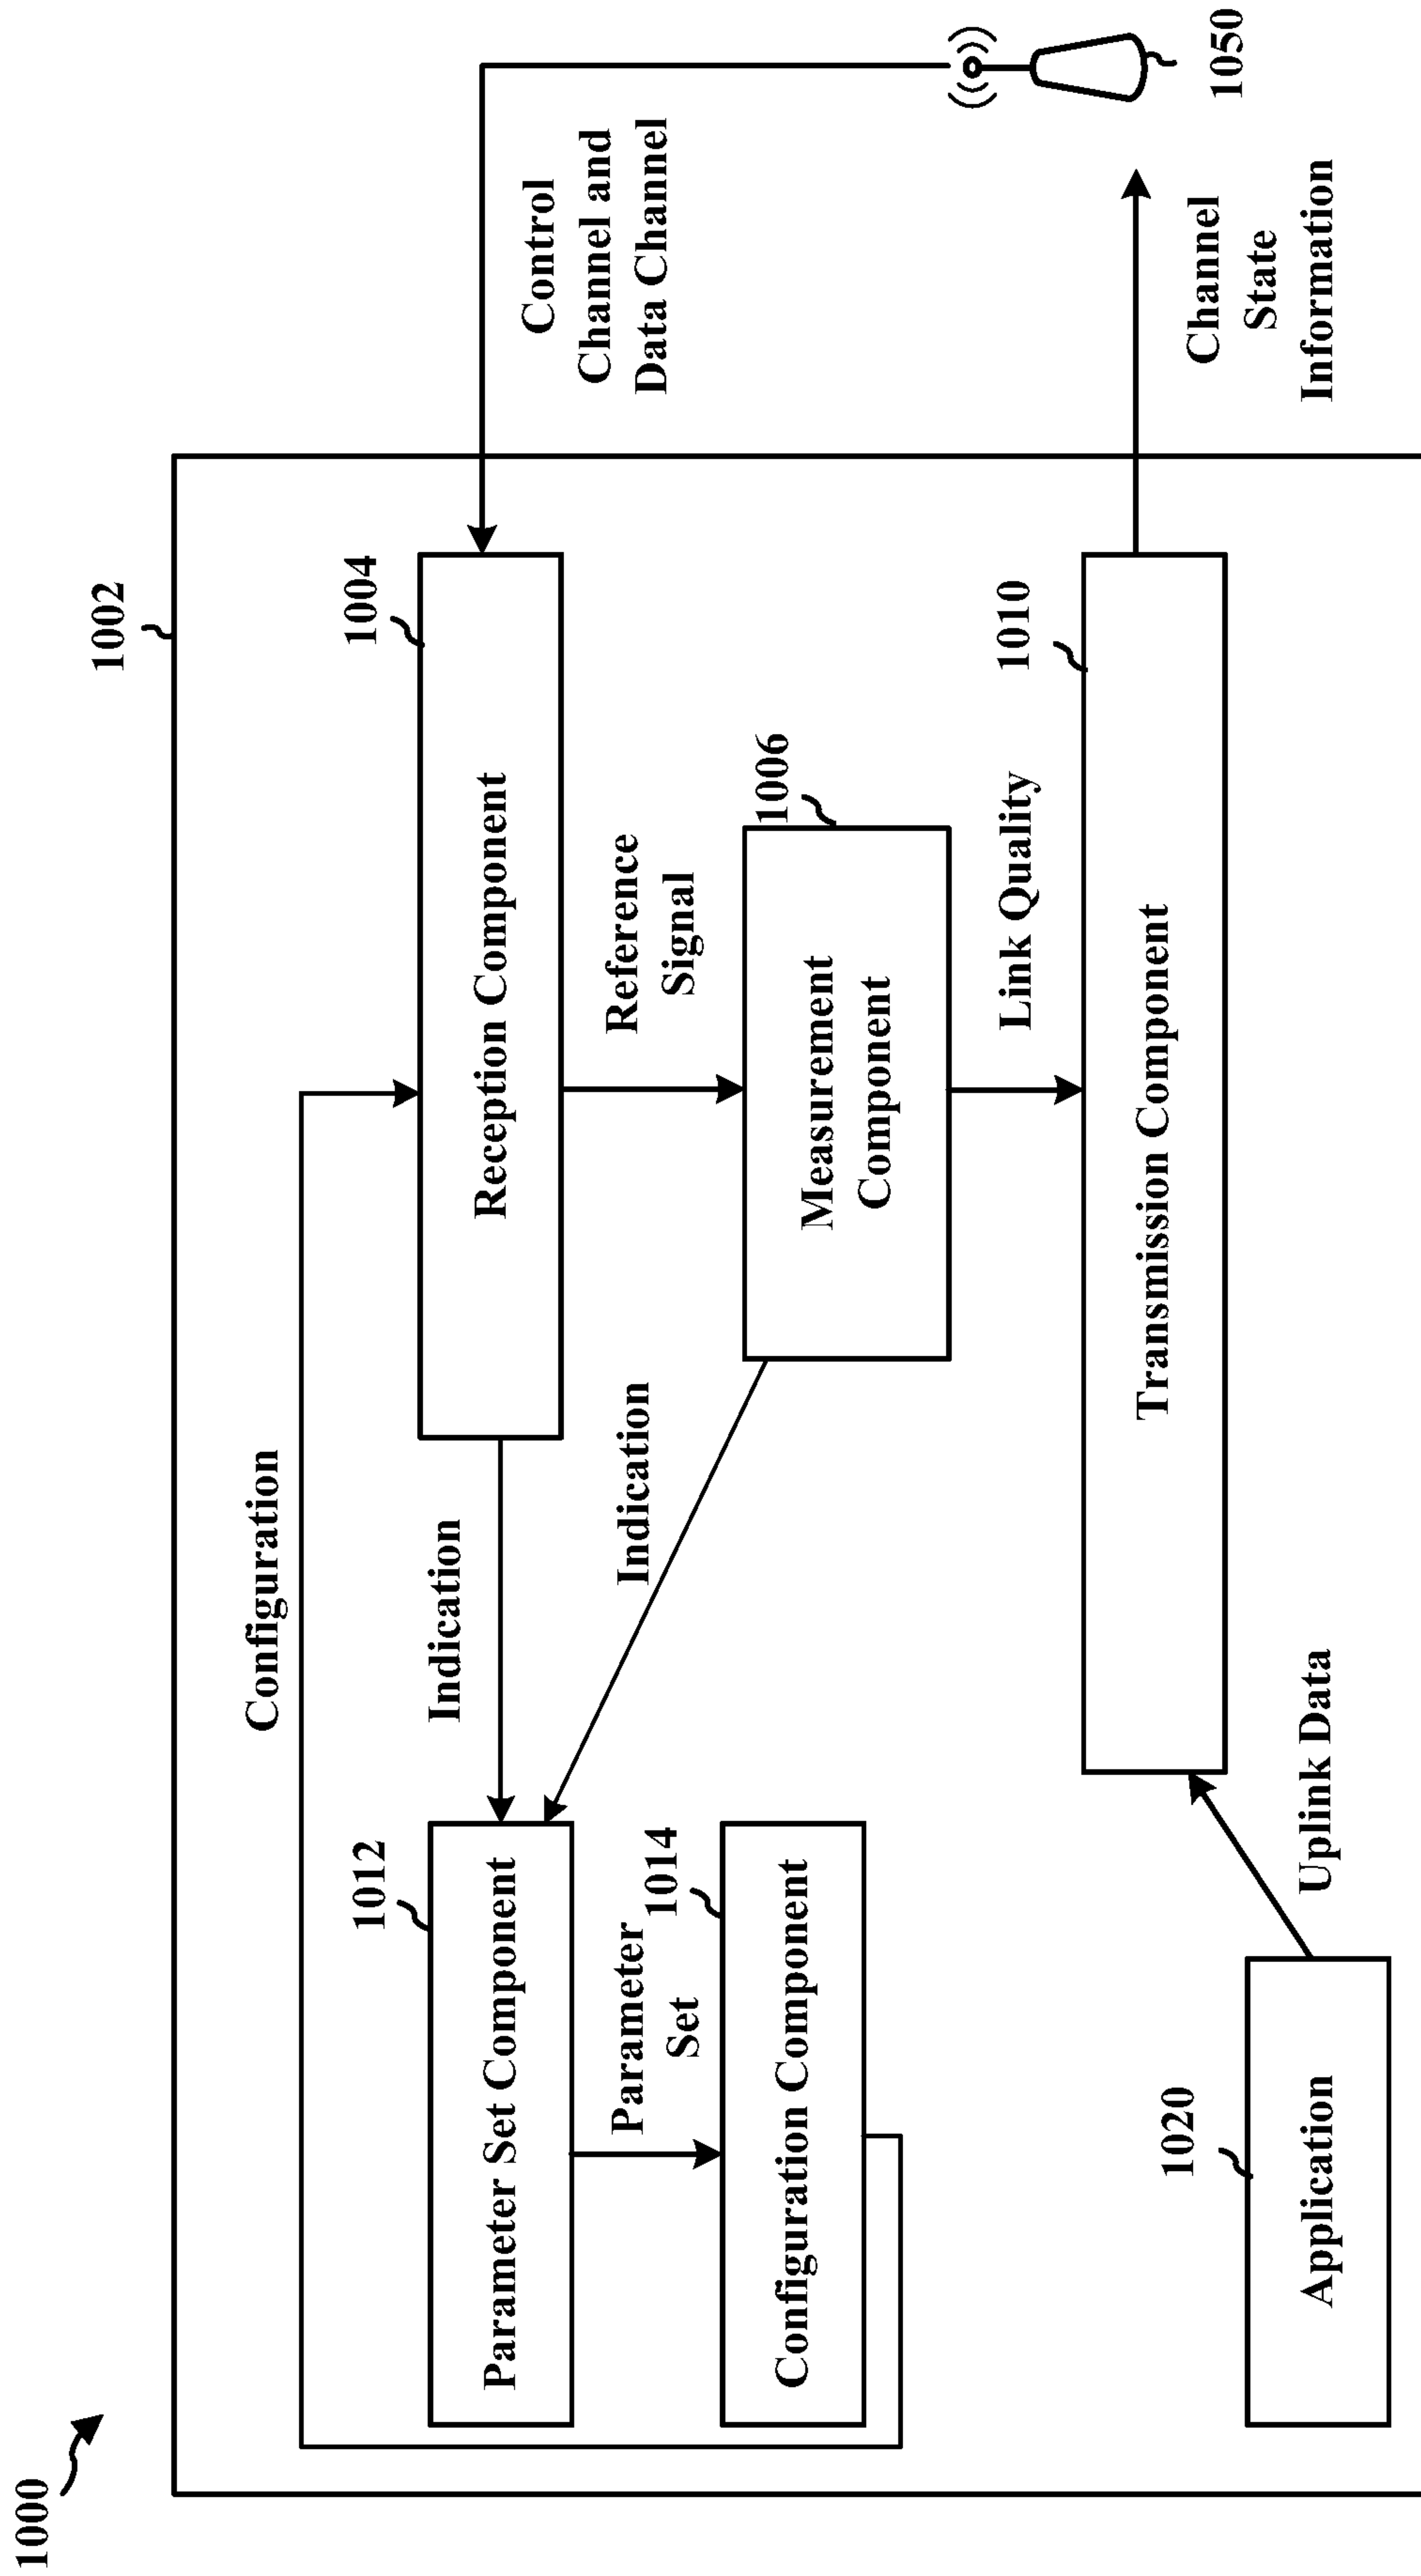 1000
1002
Configuration
1012
Parameter Set Component
Indication
1004
Reception Component
Control
Channel and
Data Channel
Parameter
Set
1014
Configuration Component
Indication
Reference
Signal
1006
Measurement
Component
Link Quality
1010
Transmission Component
1050
Channel
State
Information
1020
Application
Uplink Data